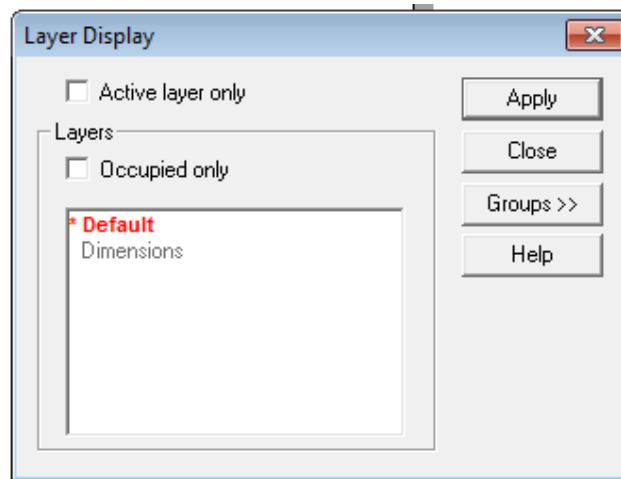 Layer Display
Active layer only
Apply
Layers
Close
Occupied only
Groups >>
* Default
Help
Dimensions